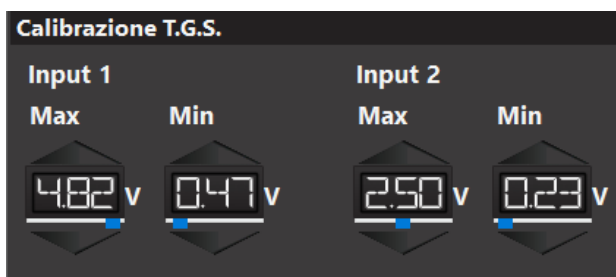 Calibrazione T.G.S.
Input 1 Input 2
Max Min Max Min
4.82 V 0.47 V 2.50 V 0.23 V